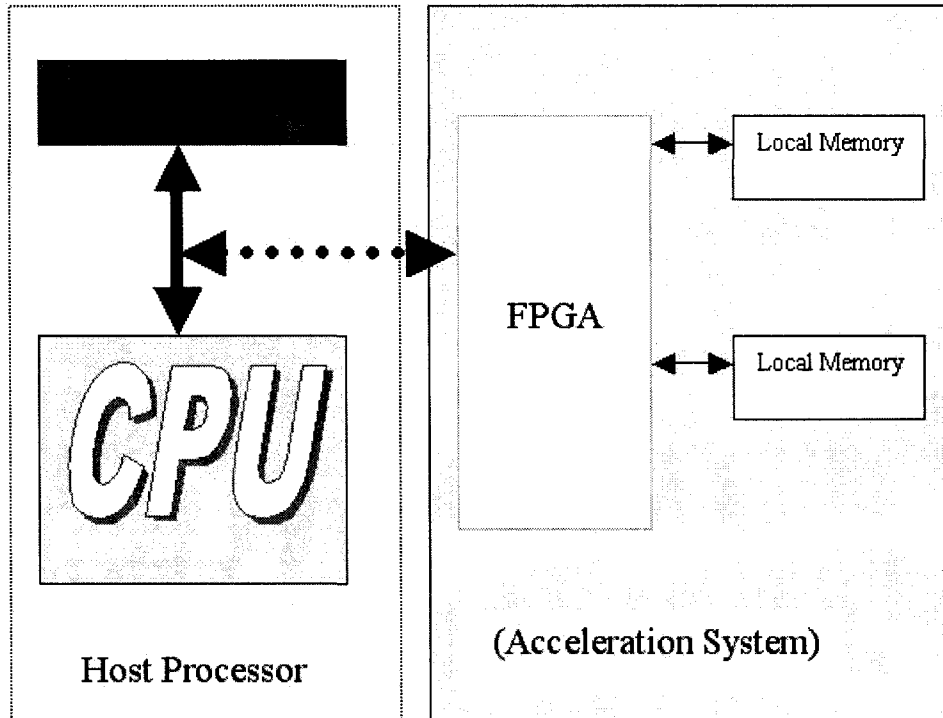 CPU
Host Processor
FPGA
Local Memory
Local Memory
(Acceleration System)